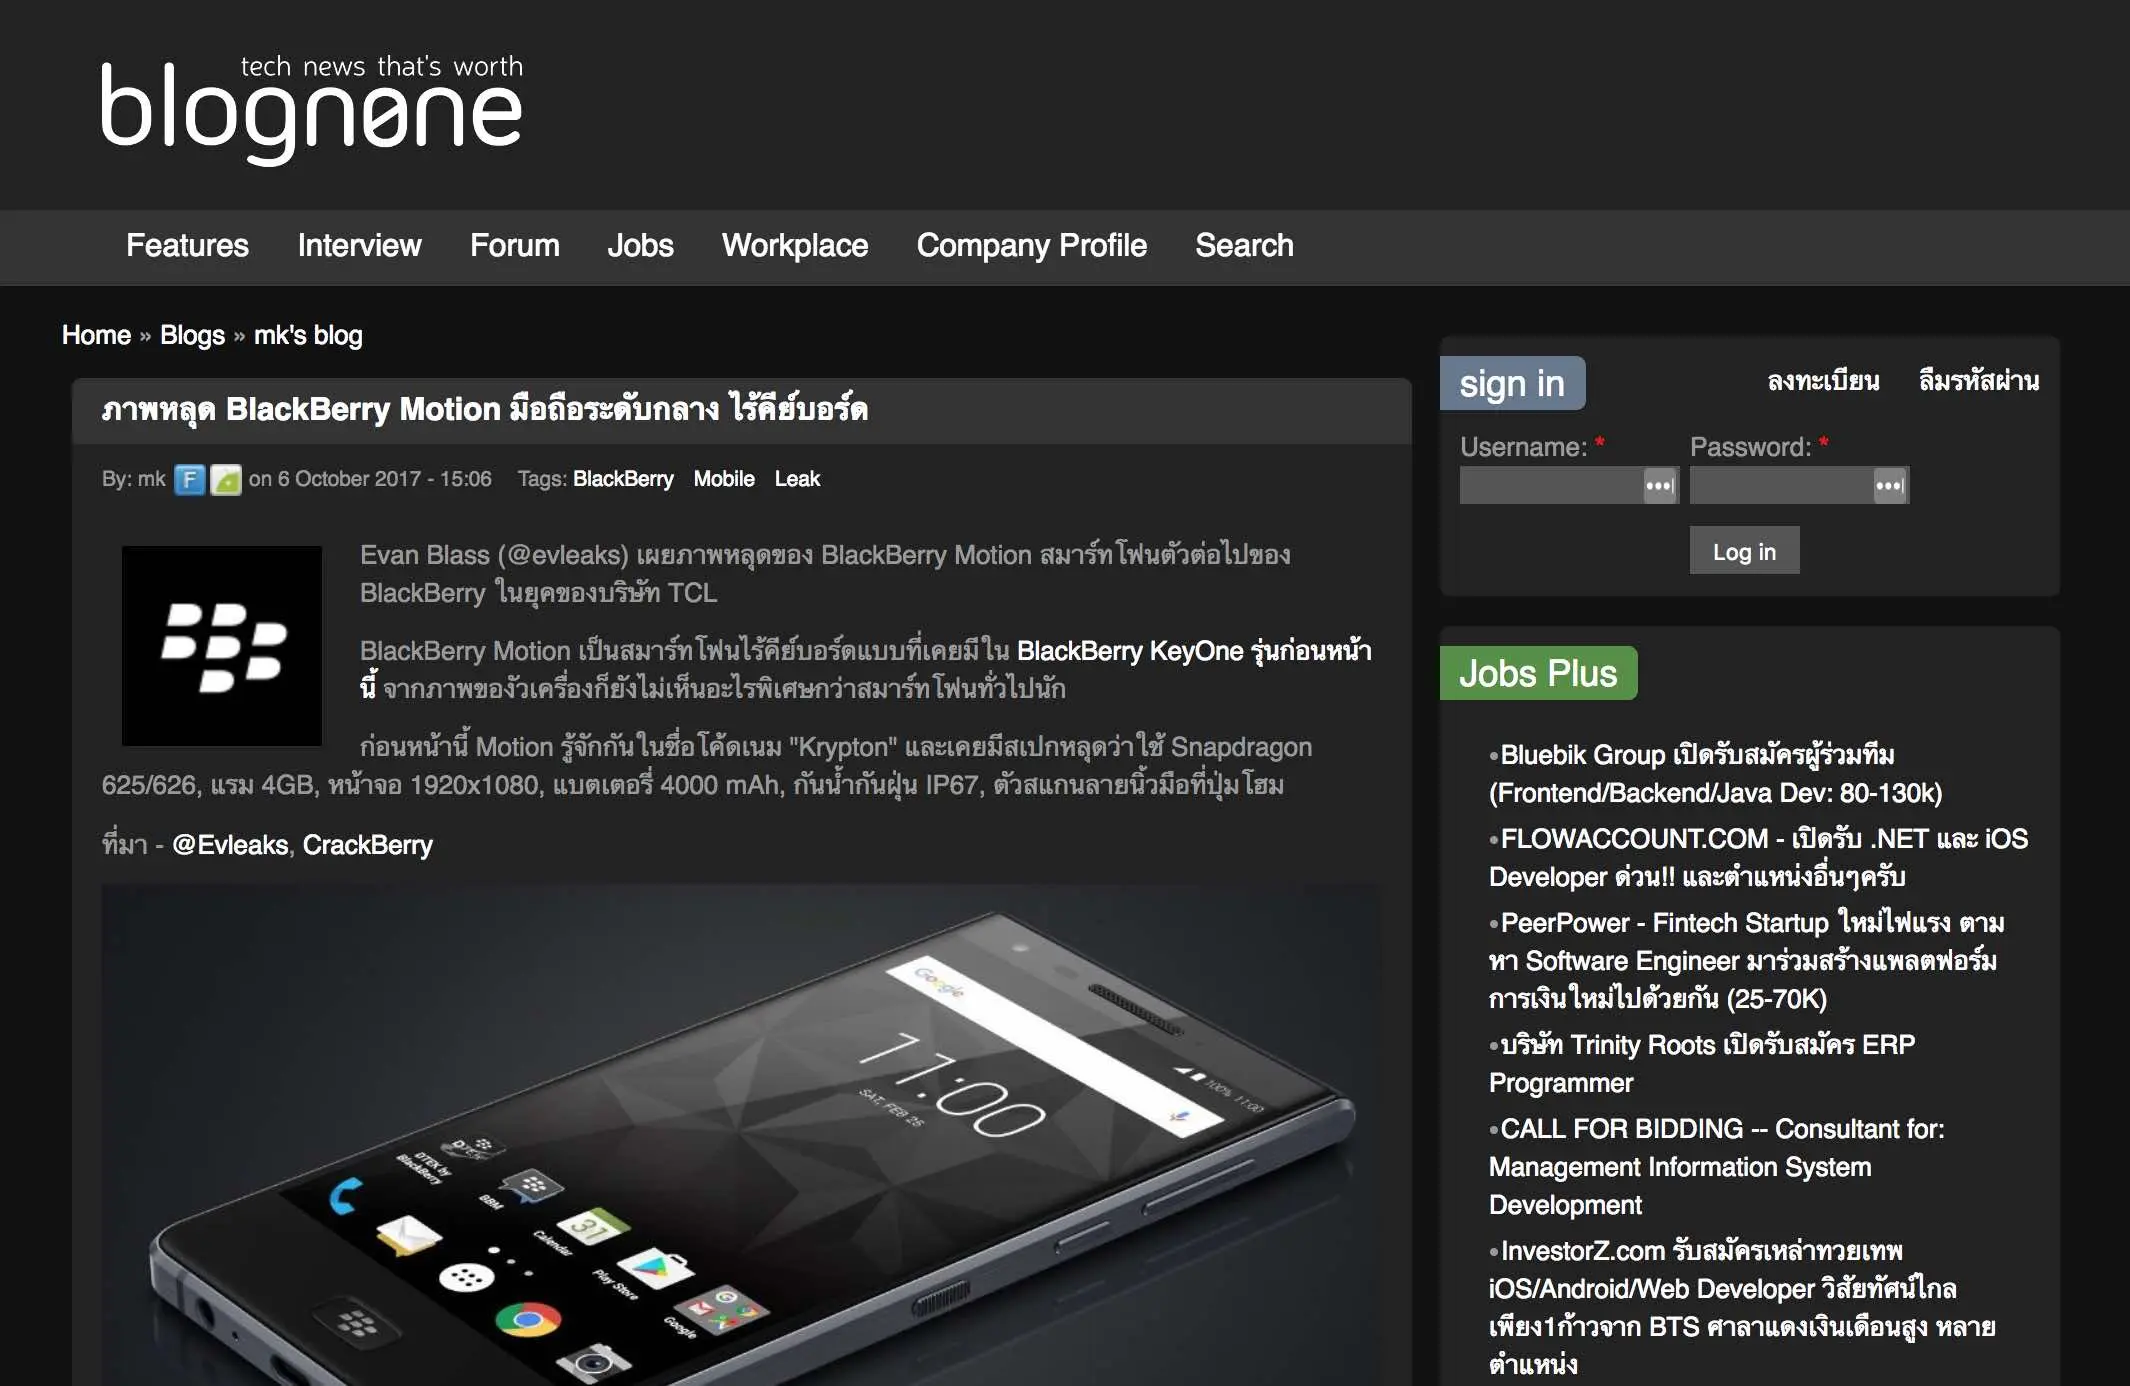 tech news that's worth
blognone
Features Interview Forum Jobs Workplace Company Profile Search
Home » Blogs » mk's blog
ภาพหลุด BlackBerry Motion มือถือระดับกลาง ไร้คีย์บอร์ด
By: mk F on 6 October 2017 - 15:06 Tags: BlackBerry Mobile Leak
Evan Blass (@evleaks) เผยภาพหลุดของ BlackBerry Motion สมาร์ทโฟนตัวต่อไปของ
BlackBerry ในยุคของบริษัท TCL
BlackBerry Motion เป็นสมาร์ทโฟนไร้คีย์บอร์ดแบบที่เคยมีใน BlackBerry KeyOne รุ่นก่อนหน้า
นี้ จากภาพของัวเครื่องก็ยังไม่เห็นอะไรพิเศษกว่าสมาร์ทโฟนทั่วไปนัก
ก่อนหน้านี้ Motion รู้จักกันในชื่อโค้ดเนม "Krypton" และเคยมีสเปกหลุดว่าใช้ Snapdragon
625/626, แรม 4GB, หน้าจอ 1920x1080, แบตเตอรี่ 4000 mAh, กันน้ำกันฝุ่น IP67, ตัวสแกนลายนิ้วมือที่ปุ่มโฮม
ที่มา - @Evleaks, CrackBerry
Google
100% 11:00
11:00
SAT, FEB 25
DTEK
DTEK by
BlackBerry
BBM
31
Calendar
Play Store
Google
sign in ลงทะเบียน ลืมรหัสผ่าน
Username: * Password: *
Log in
Jobs Plus
•Bluebik Group เปิดรับสมัครผู้ร่วมทีม
(Frontend/Backend/Java Dev: 80-130k)
•FLOWACCOUNT.COM - เปิดรับ .NET และ iOS
Developer ด่วน!! และตำแหน่งอื่นๆครับ
•PeerPower - Fintech Startup ใหม่ไฟแรง ตาม
หา Software Engineer มาร่วมสร้างแพลตฟอร์ม
การเงินใหม่ไปด้วยกัน (25-70K)
•บริษัท Trinity Roots เปิดรับสมัคร ERP
Programmer
•CALL FOR BIDDING -- Consultant for:
Management Information System
Development
•InvestorZ.com รับสมัครเหล่าทวยเทพ
iOS/Android/Web Developer วิสัยทัศน์ไกล
เพียง1ก้าวจาก BTS ศาลาแดงเงินเดือนสูง หลาย
ตำแหน่ง